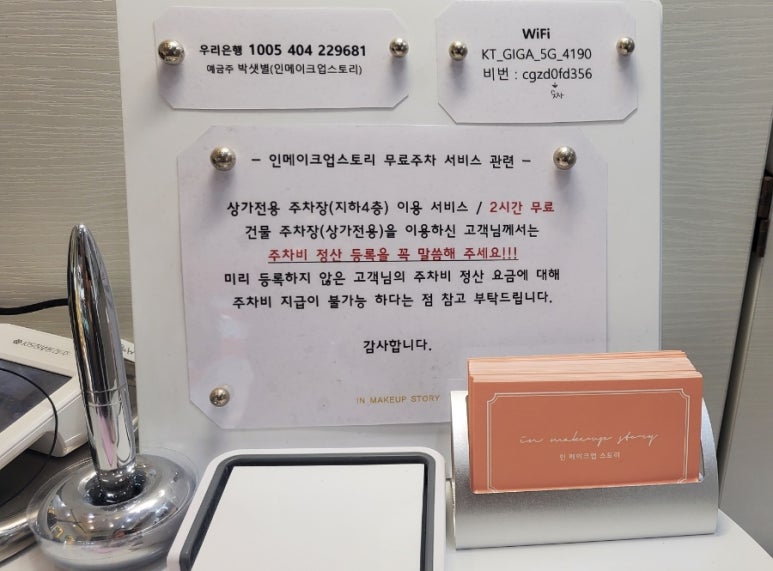 우리은행 1005 404 229681
예금주 박샛별(인메이크업스토리)
WiFi
KT_GIGA_5G_4190
비번 : cgzd0fd356
숫자
- 인메이크업스토리 무료주차 서비스 관련 -
상가전용 주차장(지하4층) 이용 서비스 / 2시간 무료
건물 주차장(상가전용)을 이용하신 고객님께서는
주차비 정산 등록을 꼭 말씀해 주세요!!!
미리 등록하지 않은 고객님의 주차비 정산 요금에 대해
주차비 지급이 불가능 하다는 점 참고 부탁드립니다.
감사합니다.
IN MAKEUP STORY
in makeup story
인 메이크업 스토리